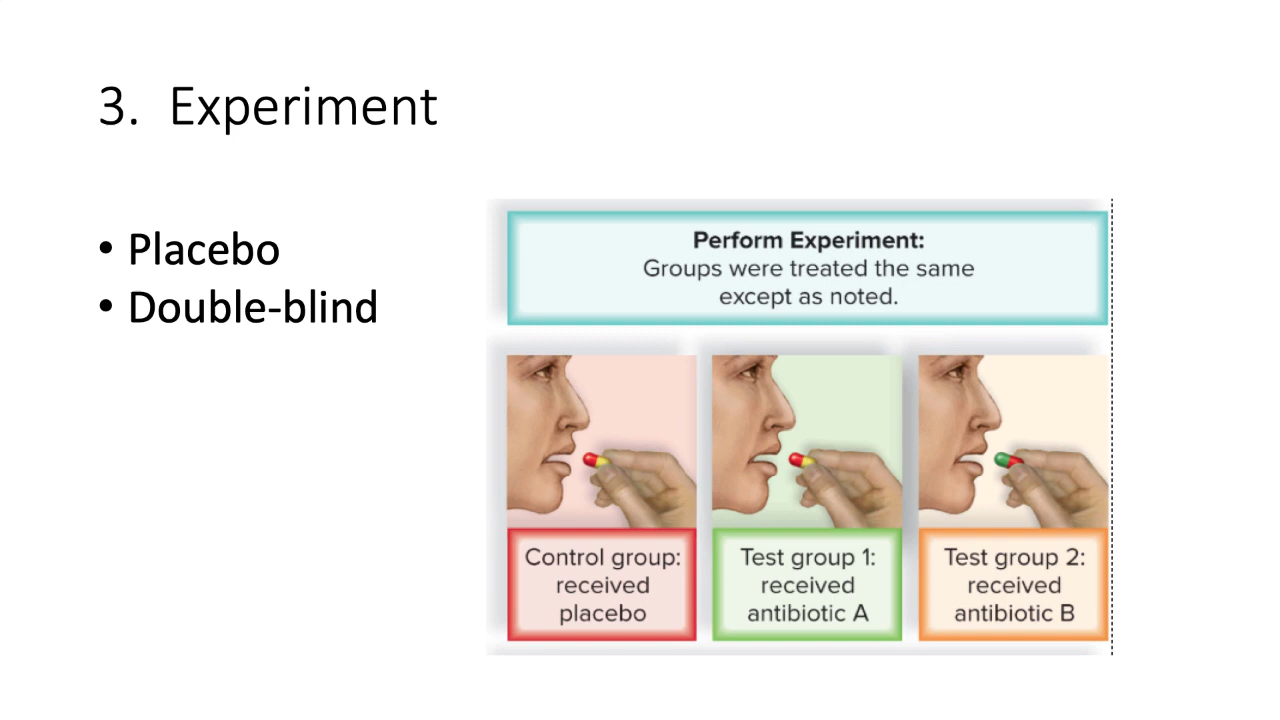 3. Experiment
• Placebo
• Double-blind
Perform Experiment:
Groups were treated the same
except as noted.
Control group:
received
placebo
Test group 1:
received
antibiotic A
Test group 2:
received
antibiotic B